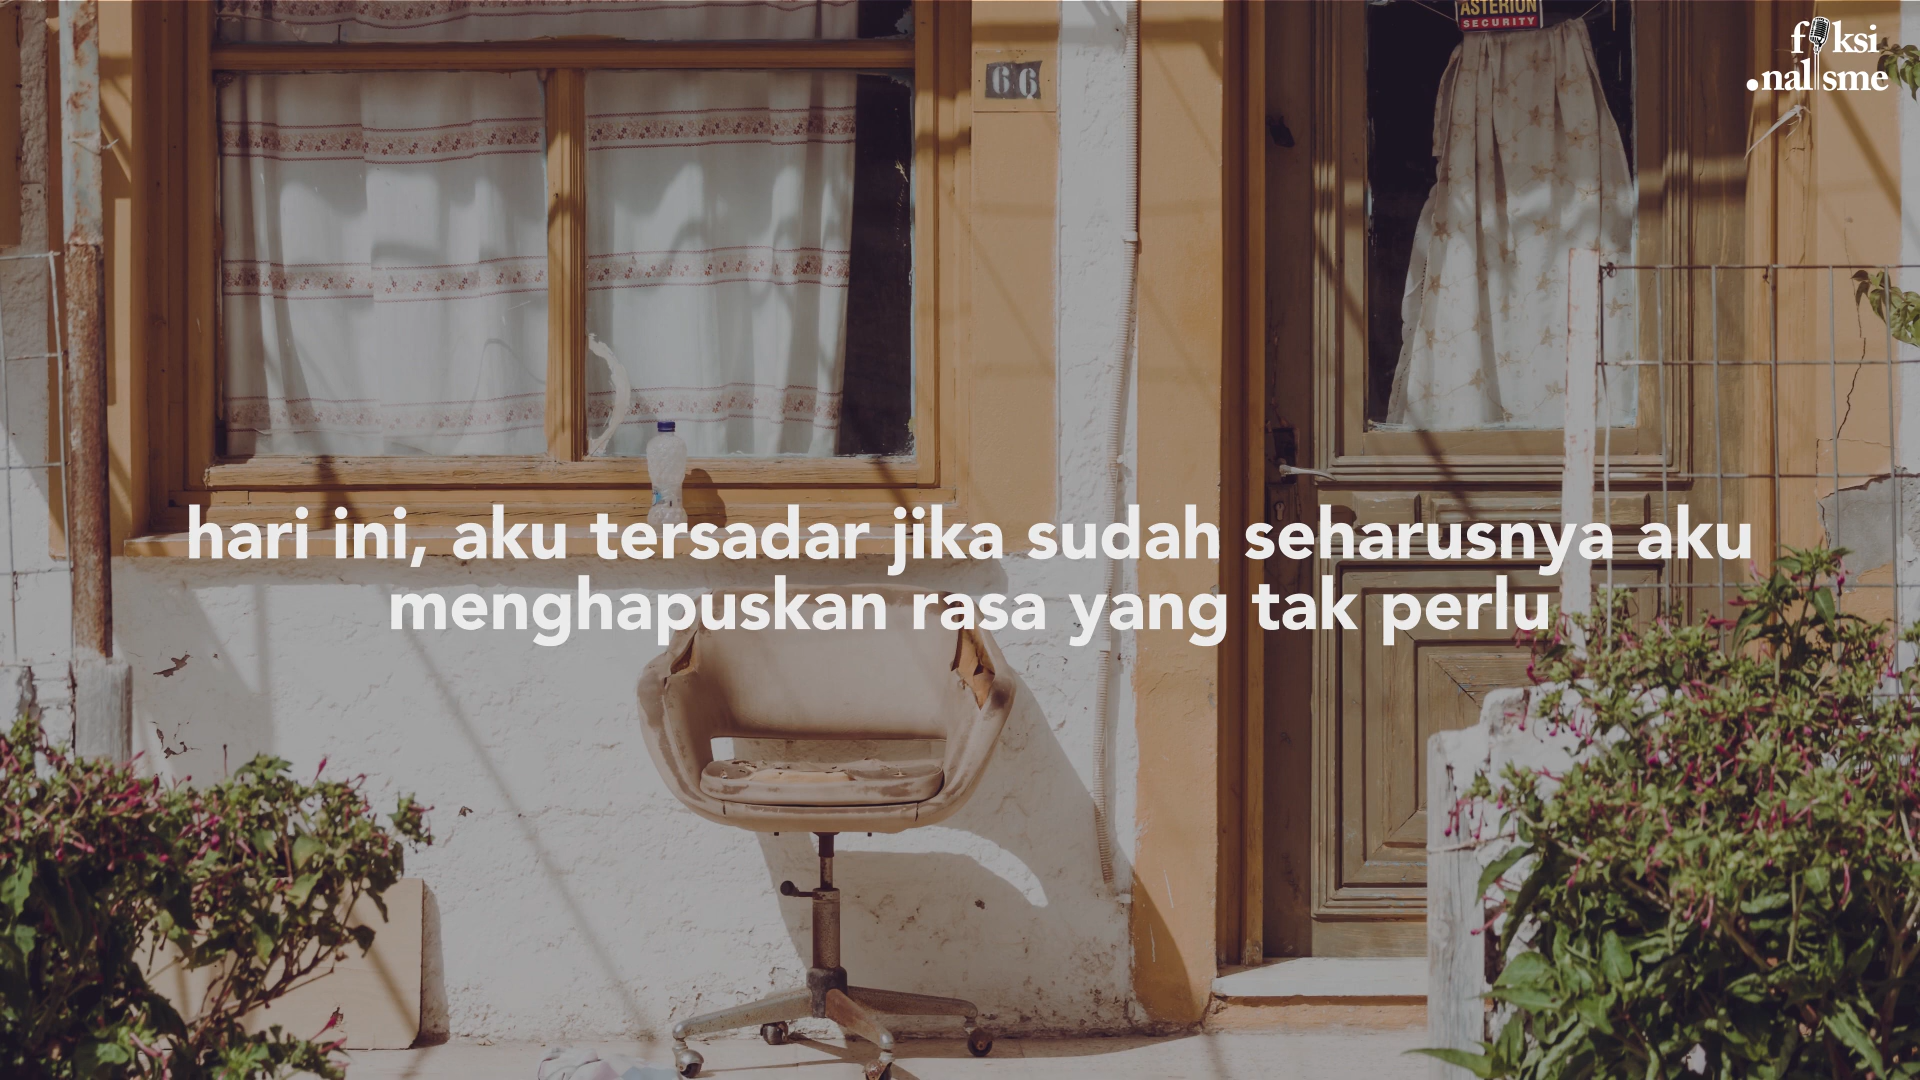 ASTERION
SECURITY
fiksi
.nalisme
66
hari ini, aku tersadar jika sudah seharusnya aku
menghapuskan rasa yang tak perlu